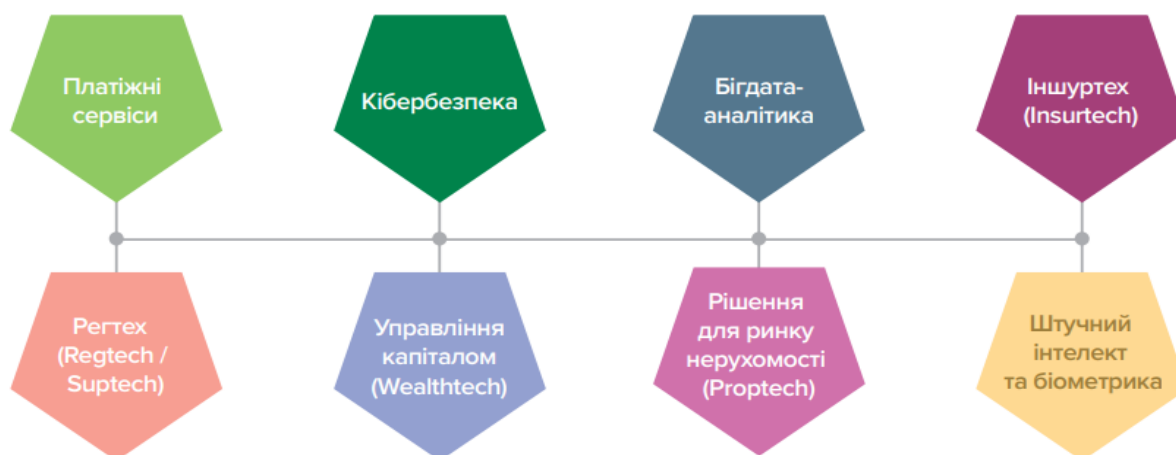 Платіжні
сервіси
Кібербезпека
Бігдата-
аналітика
Іншуртех
(Insurtech)
Регтех
(Regtech /
Suptech)
Управління
капіталом
(Wealthtech)
Рішення
для ринку
нерухомості
(Proptech)
Штучний
інтелект
та біометрика